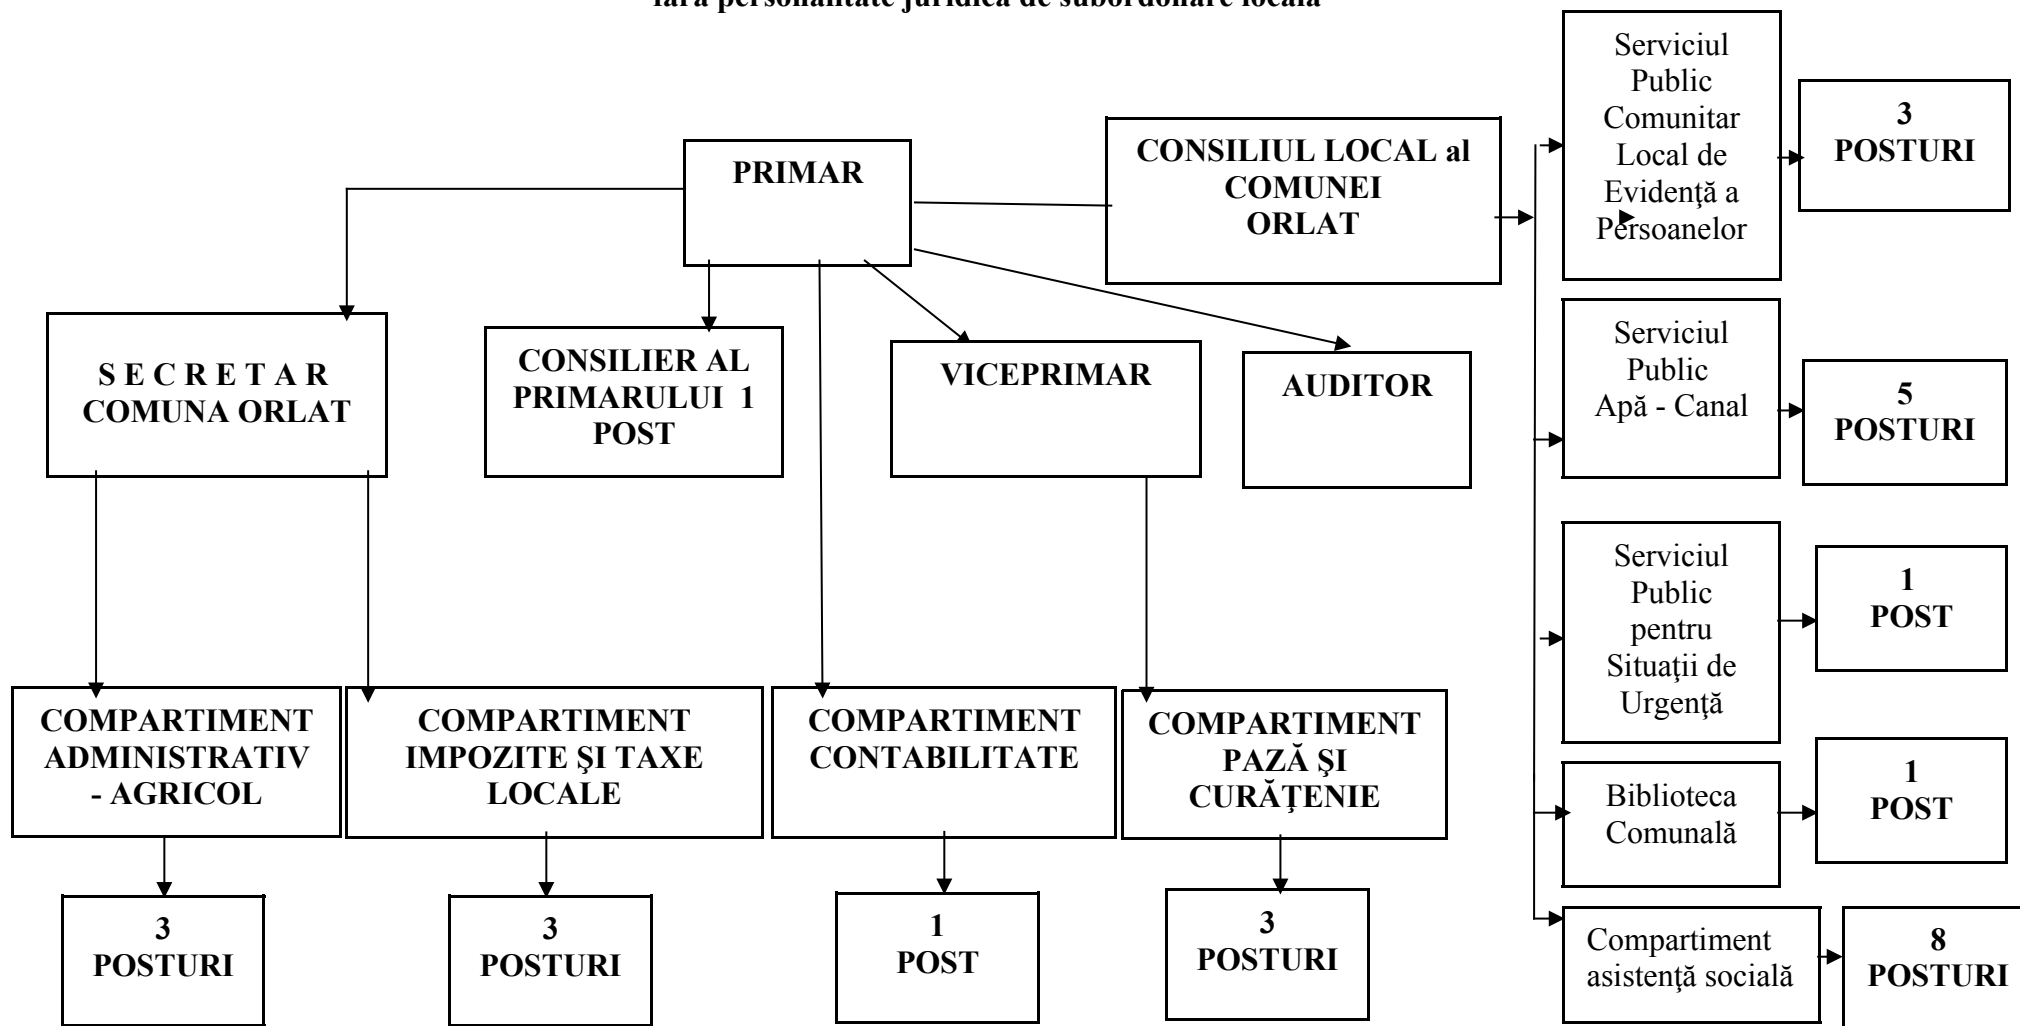 fără personalitate juridică de subordonare locală
PRIMAR
CONSILIUL LOCAL al
COMUNEI
ORLAT
Serviciul
Public
Comunitar
Local de
Evidenţă a
Persoanelor
3
POSTURI
S E C R E T A R
COMUNA ORLAT
CONSILIER AL
PRIMARULUI 1
POST
VICEPRIMAR
AUDITOR
Serviciul
Public
Apă - Canal
5
POSTURI
Serviciul
Public
pentru
Situaţii de
Urgenţă
1
POST
COMPARTIMENT
ADMINISTRATIV
- AGRICOL
COMPARTIMENT
IMPOZITE ŞI TAXE
LOCALE
COMPARTIMENT
CONTABILITATE
COMPARTIMENT
PAZĂ ŞI
CURĂŢENIE
Biblioteca
Comunală
1
POST
3
POSTURI
3
POSTURI
1
POST
3
POSTURI
Compartiment
asistenţă socială
8
POSTURI